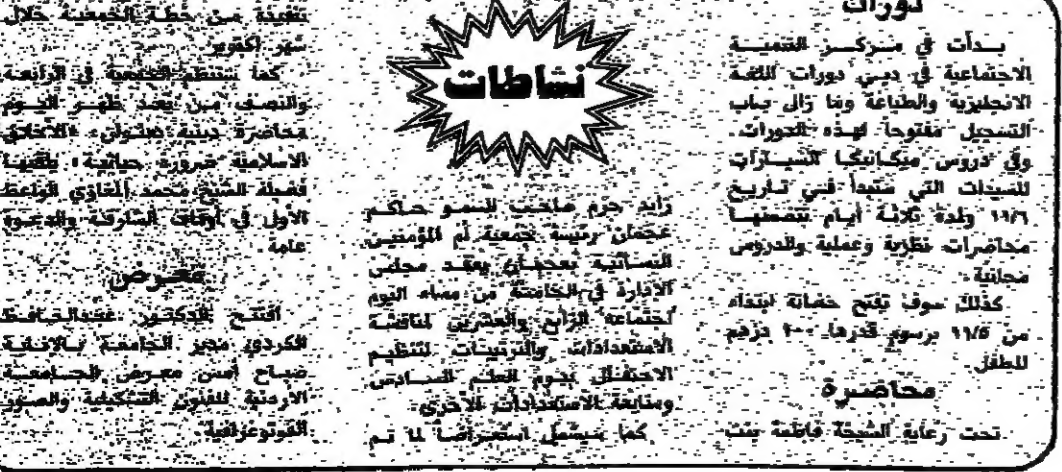 دورات
بدأت في مركز التنمية
الاجتماعية في دبي دورات للغة
الانجليزية والطباعة وما زال باب
التسجيل مفتوحا لهذه الدورات.
وفي دروس ميكانيكا السيارات
للسيدات التي ستبدأ في تاريخ
١١/٦ ولمدة ثلاثة أيام تتضمنها
محاضرات نظرية وعملية والدروس
مجانية.
كذلك سوف تفتح حضانة ابتداء
من ١١/٥ برسوم قدرها درهم
للطفل.
محاضرة
تحت رعاية الشيخة فاطمة بنت
نشاطات
زايد حرم صاحب السمو حاكم
عجمان رئيسة جمعية أم المؤمنين
النسائية بعجمان يعقد مجلس
الادارة في الخامسة من مساء اليوم
اجتماعه الرابع والعشرين لمناقشة
الاستعدادات والترتيبات لتنظيم
الاحتفال بيوم العلم السادس
ومتابعة الاستعدادات الاخرى.
كما سيشمل استعراضا لما تم
تنفيذه من خطة الجمعية خلال
شهر اكتوبر.
كما ستنظم الجمعية في الرابعة
والنصف من بعد ظهر اليوم
محاضرة دينية بعنوان «الاخلاق
الاسلامية ضرورة حياتية» يلقيها
فضيلة الشيخ محمد الواعظ
الأول في أوقاف الشارقة والدعوة
عامة.
معرض
افتتح الدكتور عبدالحافظ
الكردي مدير الجامعة بالانابة
صباح أمس معرض الجامعة
الاردنية للفنون التشكيلية والصور
الفوتوغرافية.